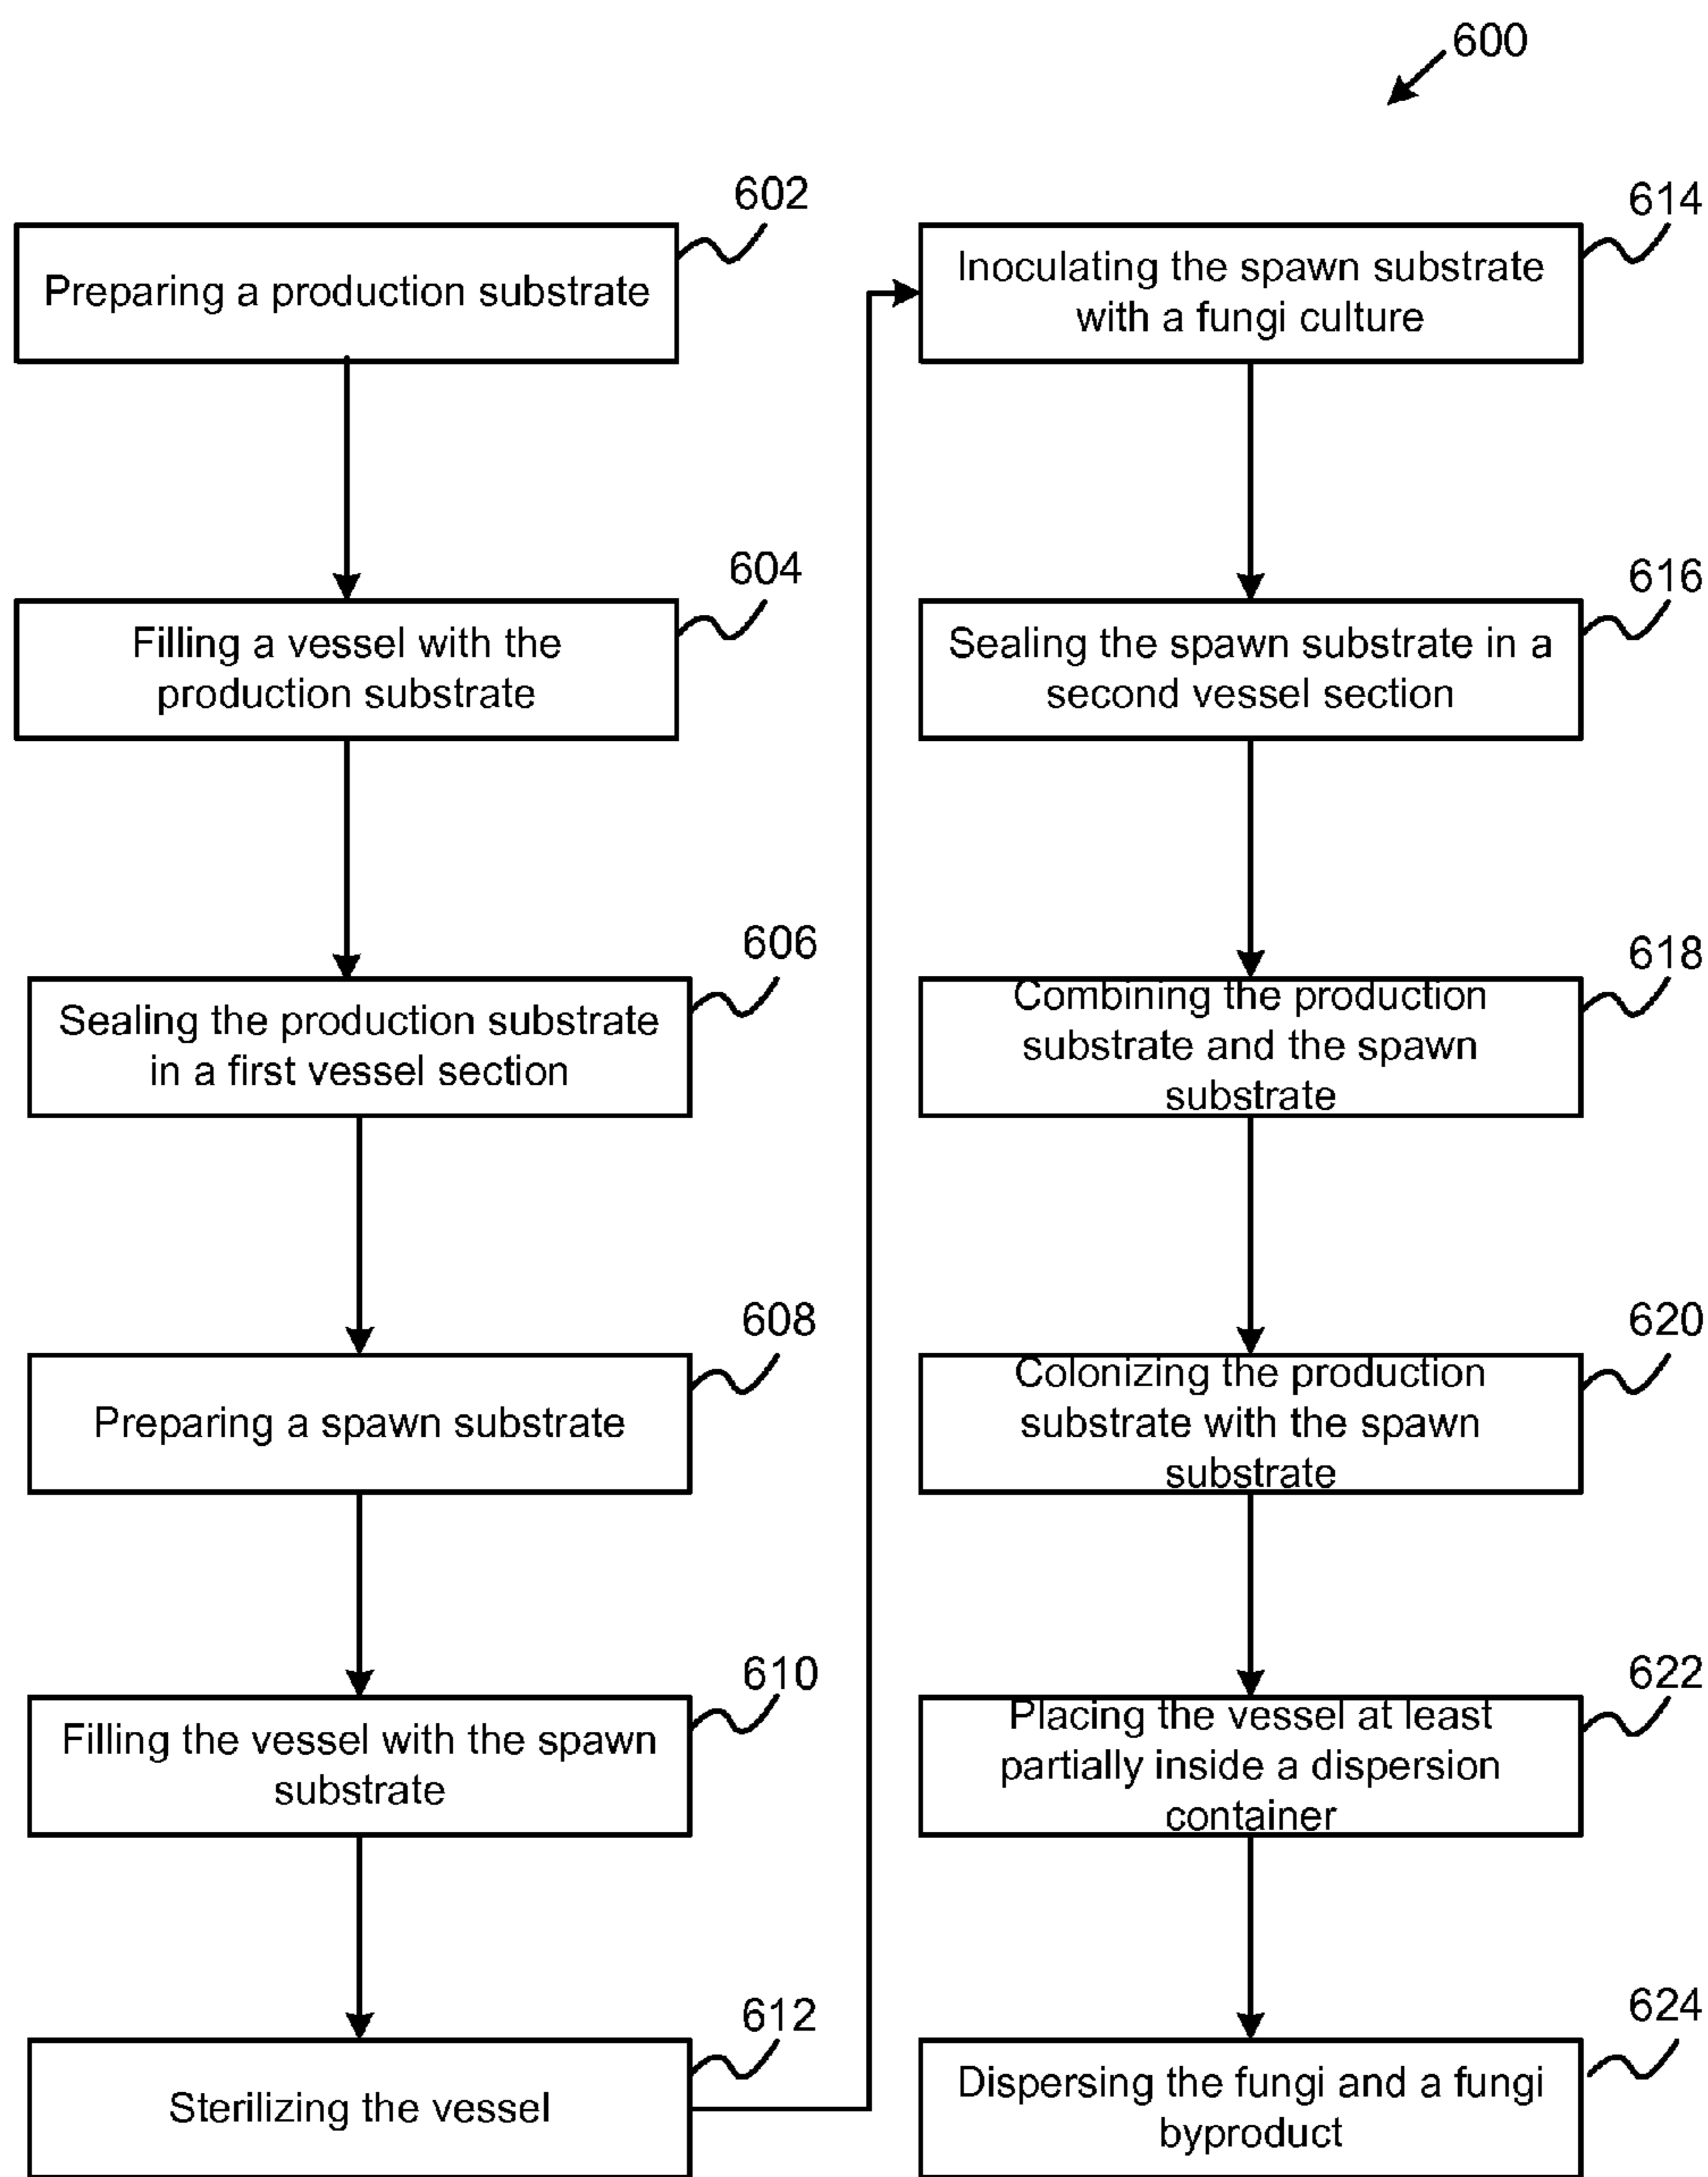 600
602
Preparing a production substrate
604
Filling a vessel with the
production substrate
606
Sealing the production substrate
in a first vessel section
608
Preparing a spawn substrate
610
Filling the vessel with the spawn
substrate
612
Sterilizing the vessel
614
Inoculating the spawn substrate
with a fungi culture
616
Sealing the spawn substrate in a
second vessel section
618
Combining the production
substrate and the spawn
substrate
620
Colonizing the production
substrate with the spawn
substrate
622
Placing the vessel at least
partially inside a dispersion
container
624
Dispersing the fungi and a fungi
byproduct